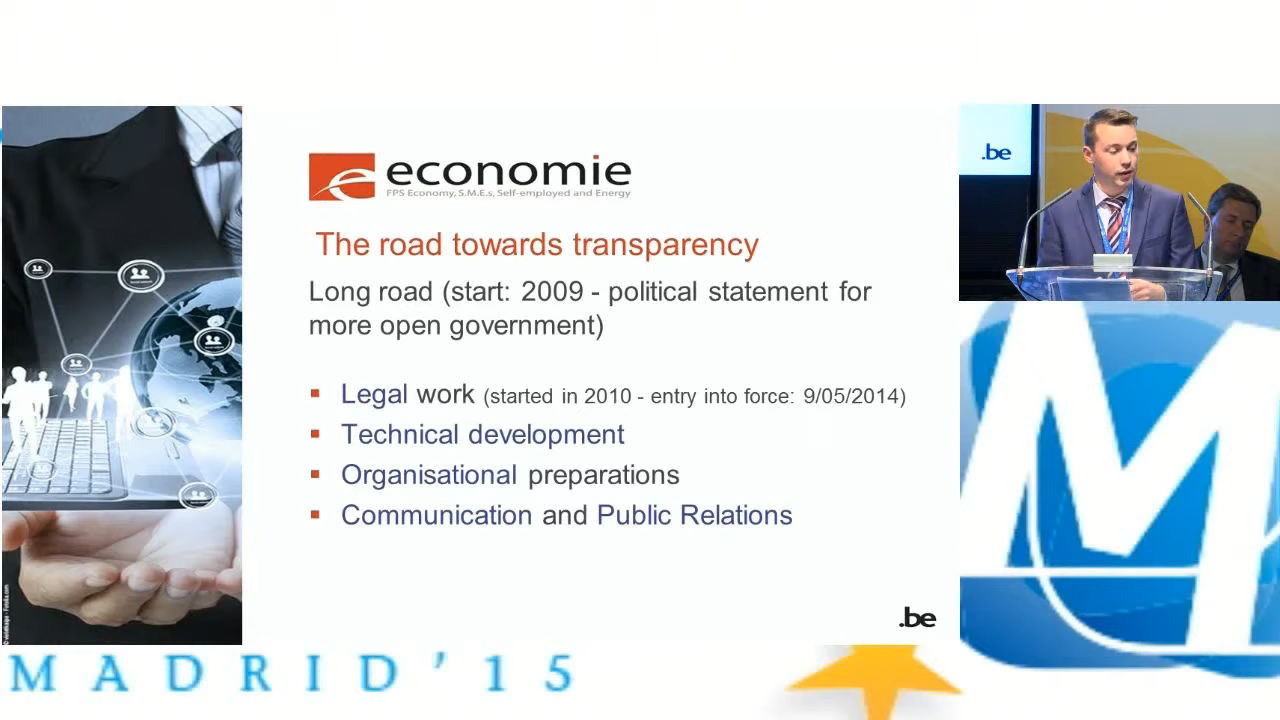 economie
FPS Economy, S.M.E.s, Self-employed and Energy
The road towards transparency
Long road (start: 2009 - political statement for
more open government)
▪ Legal work (started in 2010 - entry into force: 9/05/2014)
▪ Technical development
▪ Organisational preparations
▪ Communication and Public Relations
.be
.be
M
MADRID'15